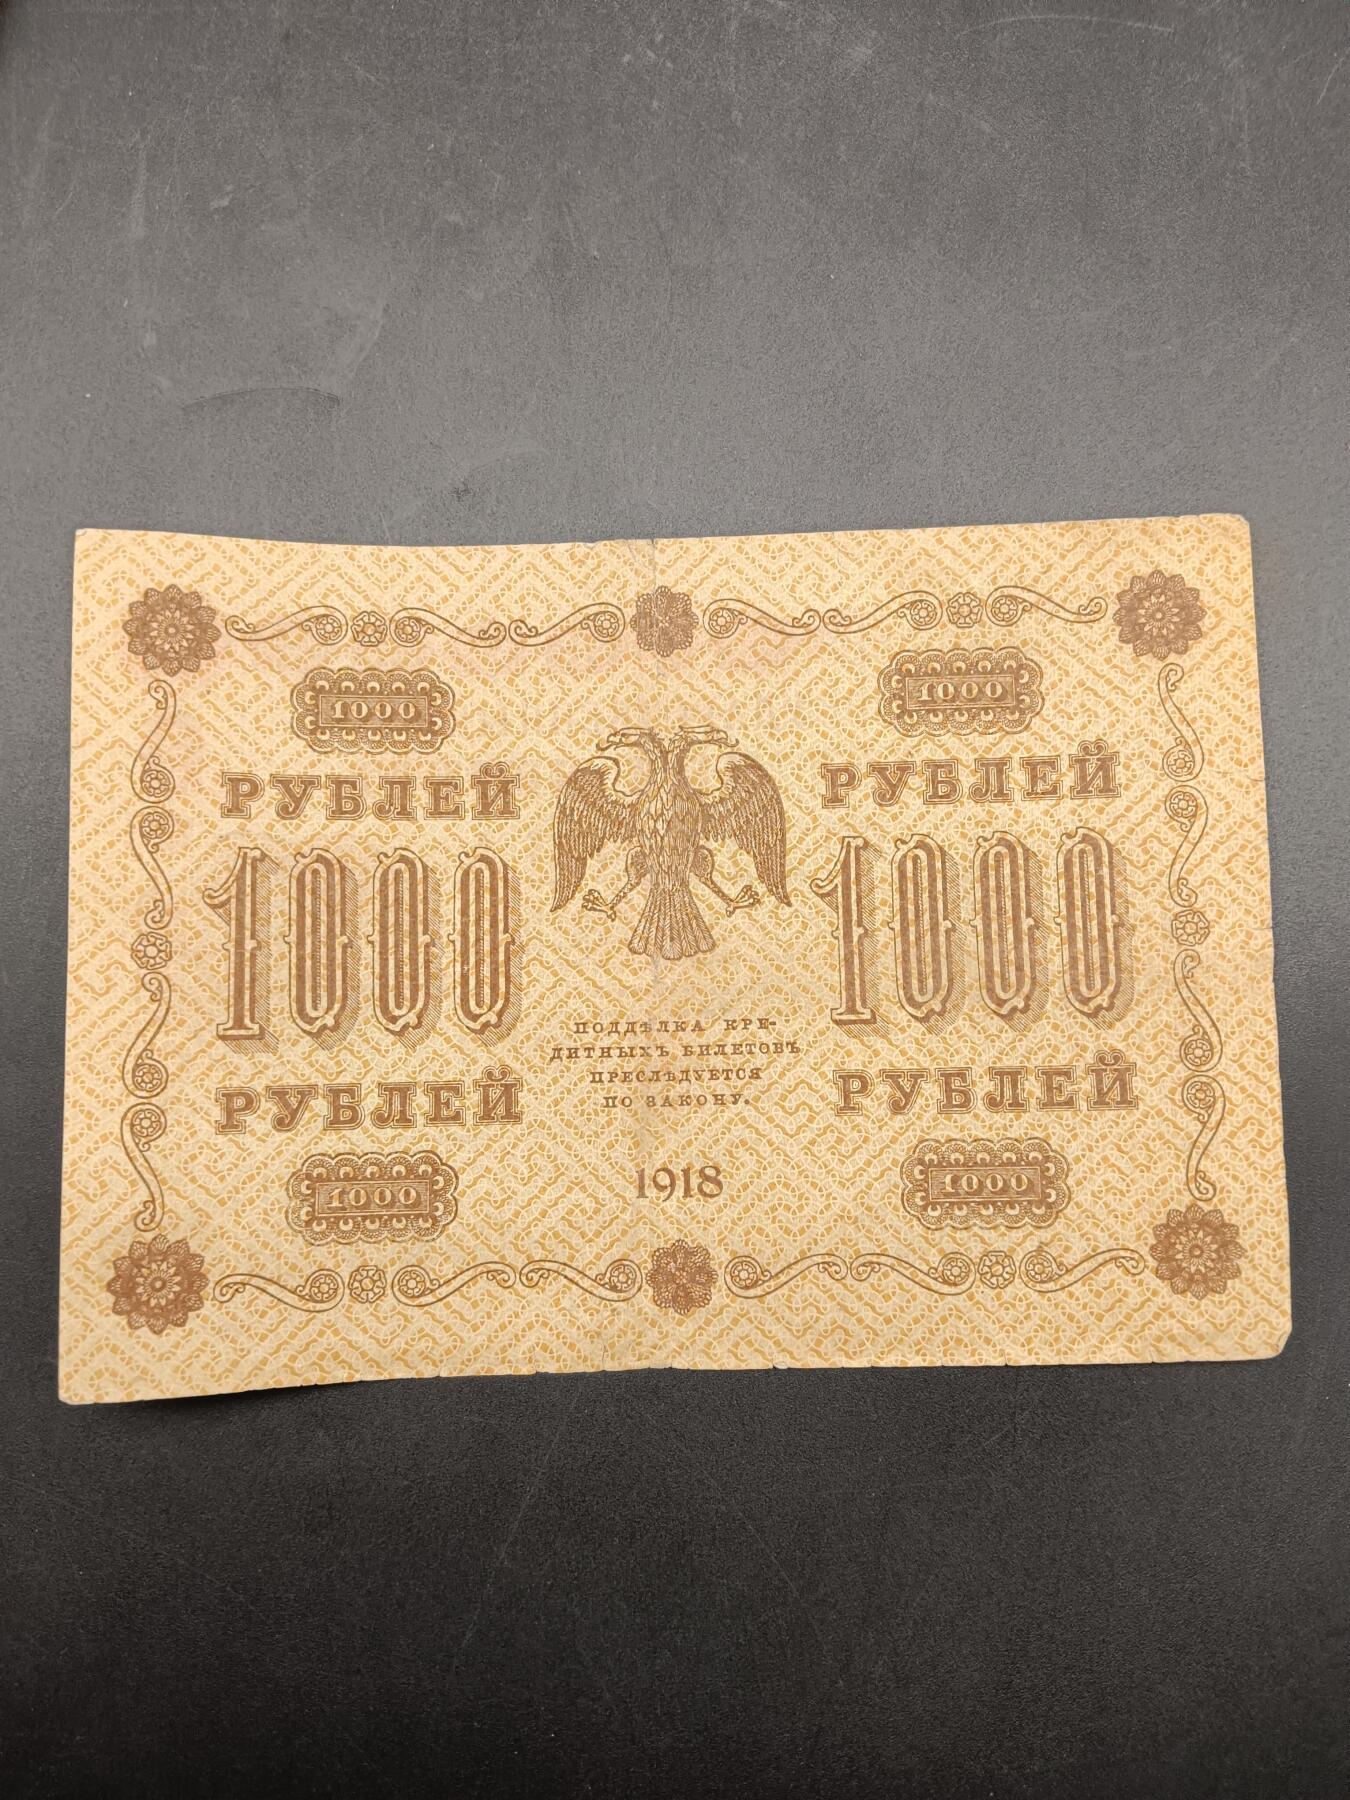 1000 1000
РУБЛЕЙ РУБЛЕЙ
1000 1000
ПОДДѢЛКА КРЕ-
ДИТНЫХЪ БИЛЕТОВЪ
ПРЕСЛѢДУЕТСЯ
ПО ЗАКОНУ.
РУБЛЕЙ РУБЛЕЙ
1000 1918 1000